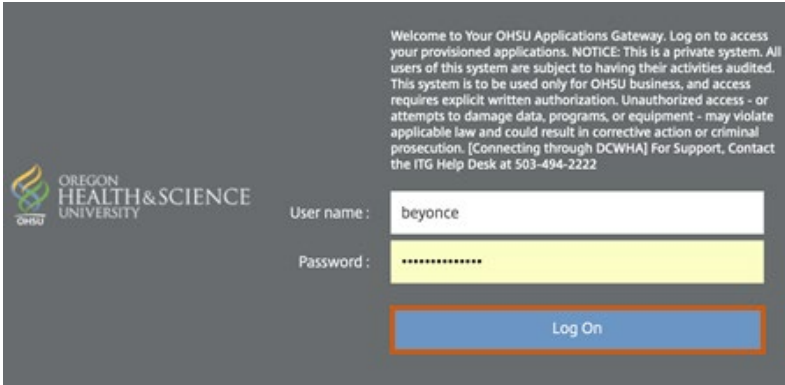 Welcome to Your OHSU Applications Gateway. Log on to access
your provisioned applications. NOTICE: This is a private system. All
users of this system are subject to having their activities audited.
This system is to be used only for OHSU business, and access
requires explicit written authorization. Unauthorized access - or
attempts to damage data, programs, or equipment - may violate
applicable law and could result in corrective action or criminal
prosecution. [Connecting through DCWHA] For Support, Contact
the ITG Help Desk at 503-494-2222
OREGON
HEALTH&SCIENCE
UNIVERSITY
OHSU
User name : beyonce
Password : ••••••••••••••
Log On